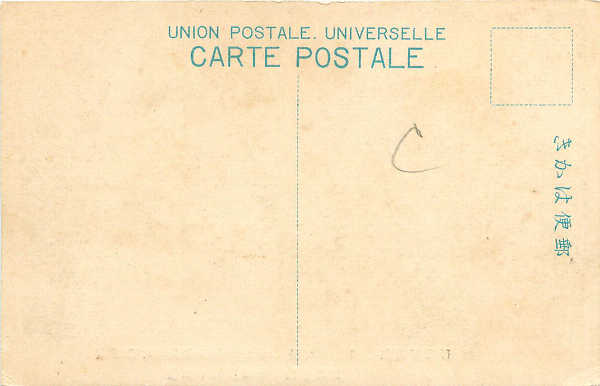 UNION POSTALE. UNIVERSELLE
CARTE POSTALE
C
きかは便郵